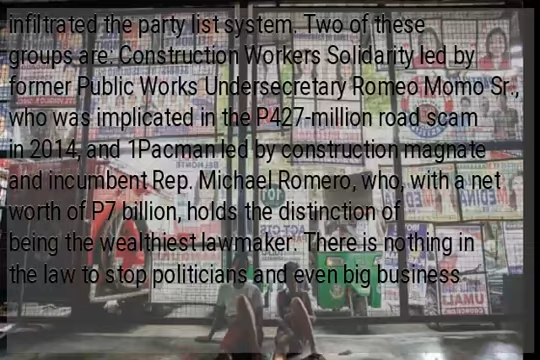 infiltrated the party list system. Two of these
groups are: Construction Workers Solidarity led by
former Public Works Undersecretary Romeo Momo Sr.,
who was implicated in the P427-million road scam
in 2014, and 1Pacman led by construction magnate
and incumbent Rep. Michael Romero, who, with a net
worth of P7 billion, holds the distinction of
being the wealthiest lawmaker. There is nothing in
the law to stop politicians and even big business
UMALI